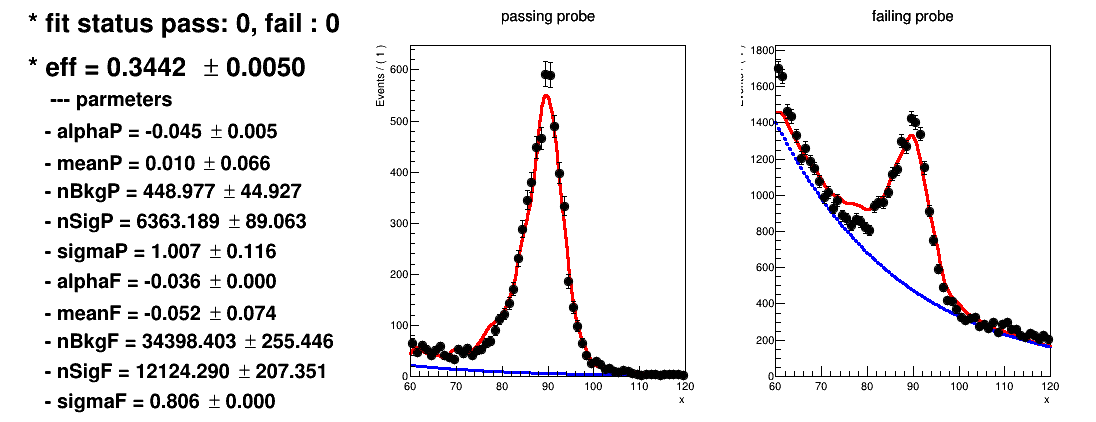 * fit status pass: 0, fail : 0
* eff = 0.3442 ± 0.0050
--- parmeters
- alphaP = -0.045 ± 0.005
- meanP = 0.010 ± 0.066
- nBkgP = 448.977 ± 44.927
- nSigP = 6363.189 ± 89.063
- sigmaP = 1.007 ± 0.116
- alphaF = -0.036 ± 0.000
- meanF = -0.052 ± 0.074
- nBkgF = 34398.403 ± 255.446
- nSigF = 12124.290 ± 207.351
- sigmaF = 0.806 ± 0.000
passing probe
Events / ( 1 )
600
500
400
300
200
100
0
60 70 80 90 100 110 120
x
failing probe
1800
1600
1400
1200
1000
800
600
400
200
0
60 70 80 90 100 110 120
x